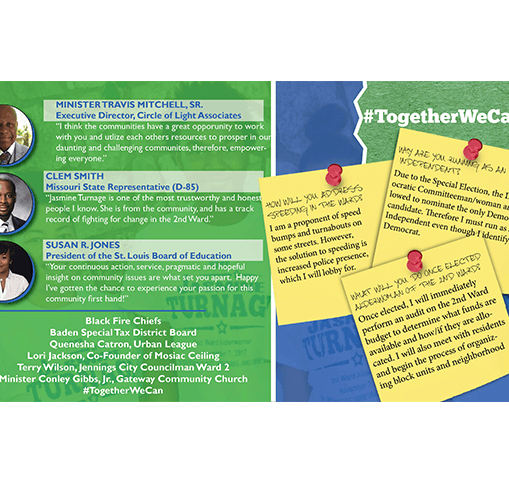 MINISTER TRAVIS MITCHELL, SR.
Executive Director, Circle of Light Associates
"I think the communities have a great opportunity to work
with you and utlize each others resources to prosper in our
daunting and challenging communities, therefore, empower-
ing everyone."
CLEM SMITH
Missouri State Representative (D-85)
"Jasmine Turnage is one of the most trustworthy and honest
people I know. She is from the community, and has a track
record of fighting for change in the 2nd Ward."
SUSAN R. JONES
President of the St. Louis Board of Education
"Your continuous action, service, pragmatic and hopeful
insight on community issues are what set you apart. Happy
I've gotten the chance to experience your passion for this
community first hand!"
Black Fire Chiefs
Baden Special Tax District Board
Quenesha Catron, Urban League
Lori Jackson, Co-Founder of Mosiac Ceiling
Terry Wilson, Jennings City Councilman Ward 2
Minister Conley Gibbs, Jr., Gateway Community Church
#TogetherWeCan
#TogetherWeCa
WHY ARE YOU RUNNING AS AN
INDEPENDENT?
Due to the Special Election, the D
ocratic Committeeman/woman a
lowed to nominate the only Demo
candidate. Therefore I must run as
Independent even though I identify
Democrat.
HOW WILL YOU ADDRESS
SPEEDING IN THE WARD?
I am a proponent of speed
bumps and turnabouts on
some streets. However,
the solution to speeding is
increased police presence,
which I will lobby for.
WHAT WILL YOU DO ONCE ELECTED
ALDERWOMAN OF THE 2ND WARD?
Once elected, I will immediately
perform an audit on the 2nd Ward
budget to determine what funds are
available and how/if they are allo-
cated. I will also meet with residents
and begin the process of organiz-
ing block units and neighborhood
TURNAG
TURN